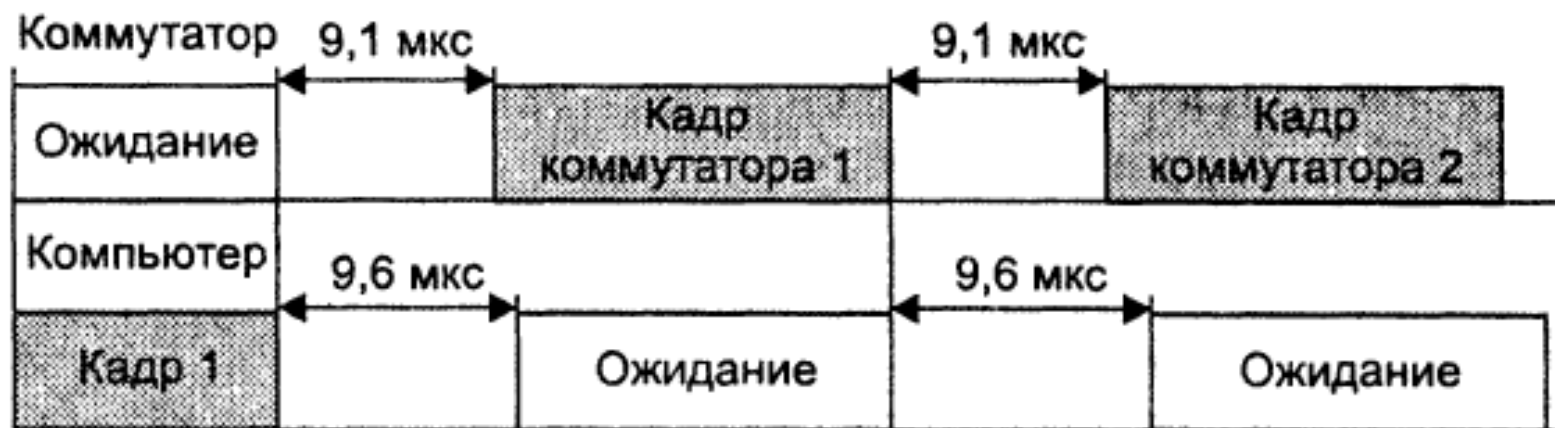 Коммутатор
9,1 мкс
9,1 мкс
Ожидание
Кадр
коммутатора 1
Кадр
коммутатора 2
Компьютер
9,6 мкс
9,6 мкс
Кадр 1
Ожидание
Ожидание